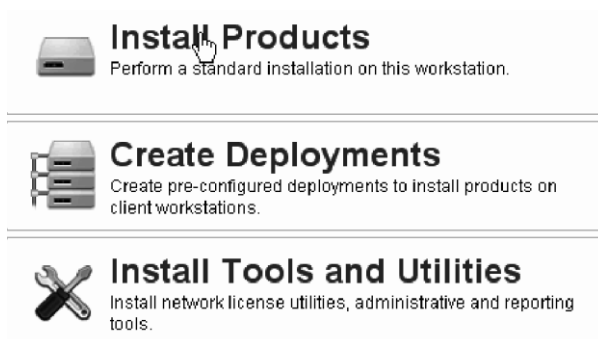 Install Products
Perform a standard installation on this workstation.
Create Deployments
Create pre-configured deployments to install products on
client workstations.
Install Tools and Utilities
Install network license utilities, administrative and reporting
tools.